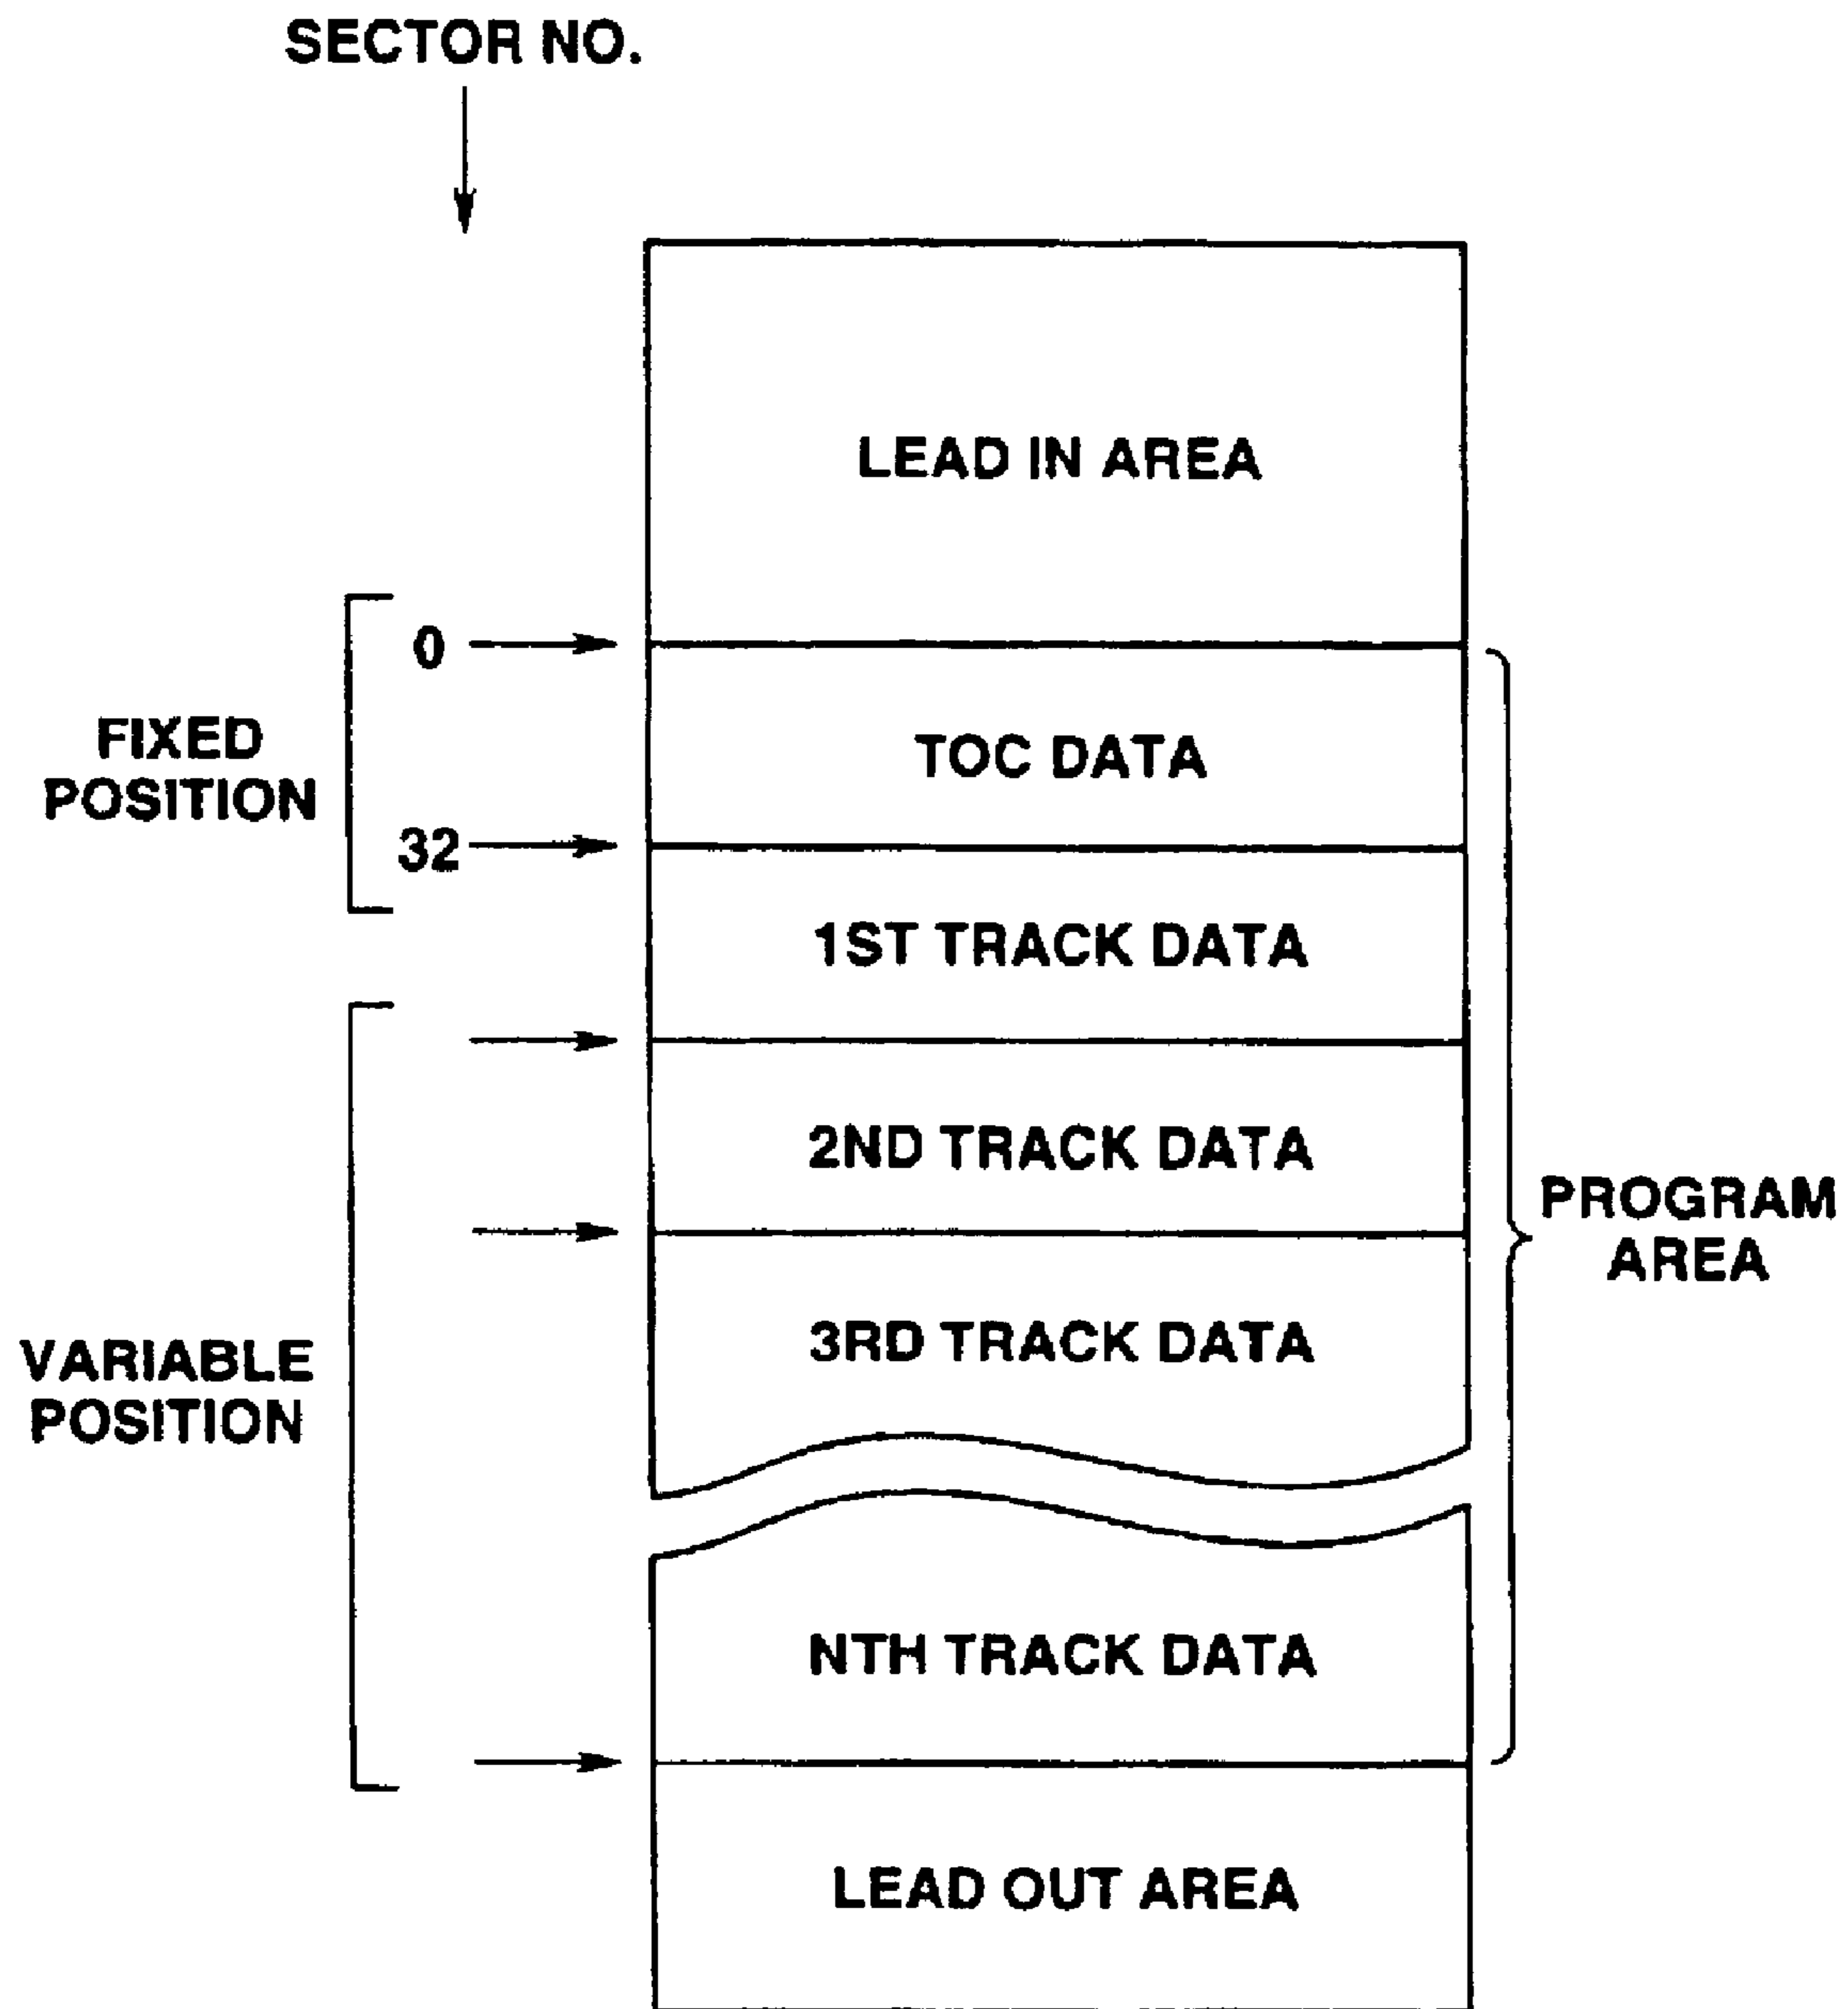 SECTOR NO.
LEAD IN AREA
0
FIXED
POSITION
TOC DATA
32
1ST TRACK DATA
2ND TRACK DATA
PROGRAM
AREA
3RD TRACK DATA
VARIABLE
POSITION
NTH TRACK DATA
LEAD OUT AREA